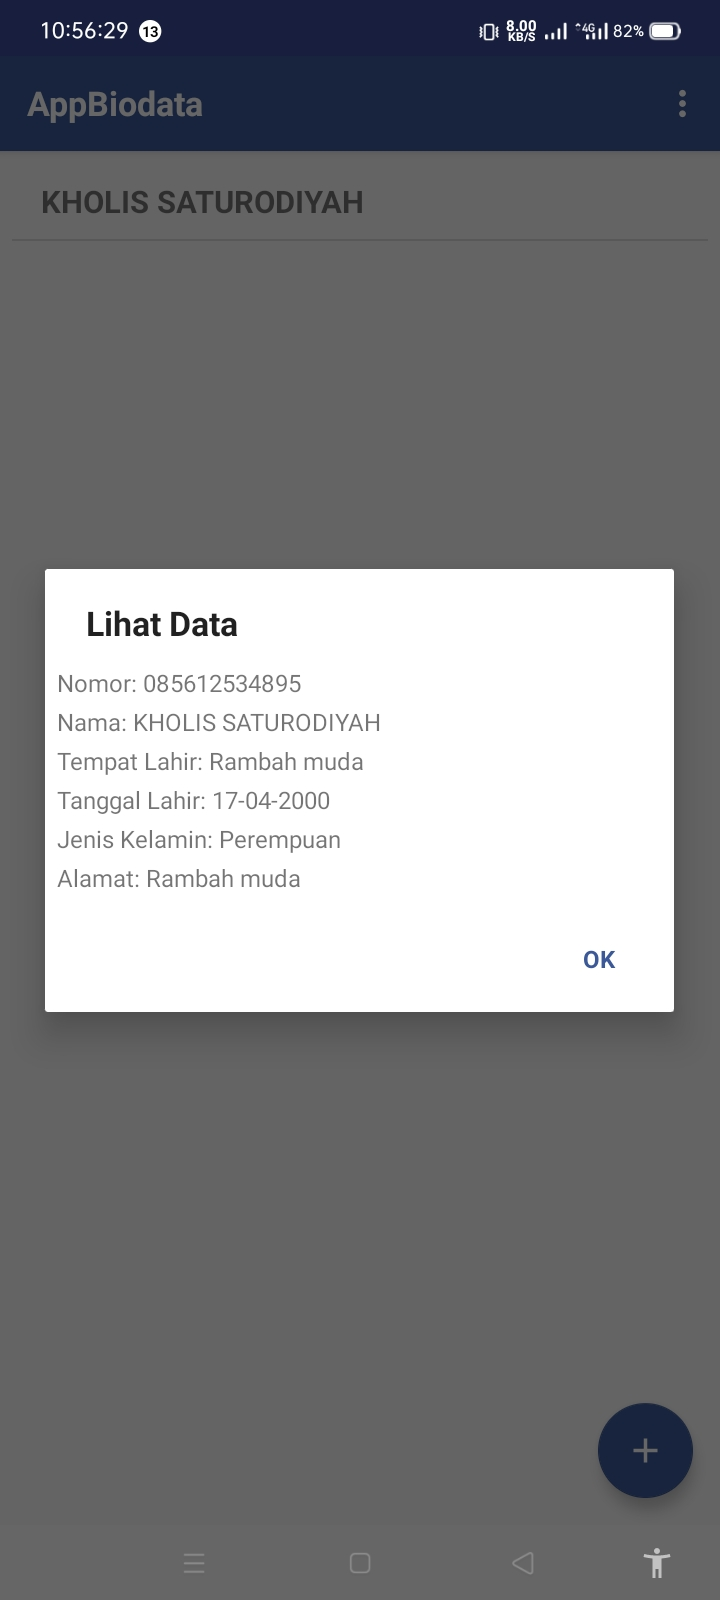 10:56:29 13 8.00 KB/S 4G 82%
AppBiodata
KHOLIS SATURODIYAH
Lihat Data
Nomor: 085612534895
Nama: KHOLIS SATURODIYAH
Tempat Lahir: Rambah muda
Tanggal Lahir: 17-04-2000
Jenis Kelamin: Perempuan
Alamat: Rambah muda
OK